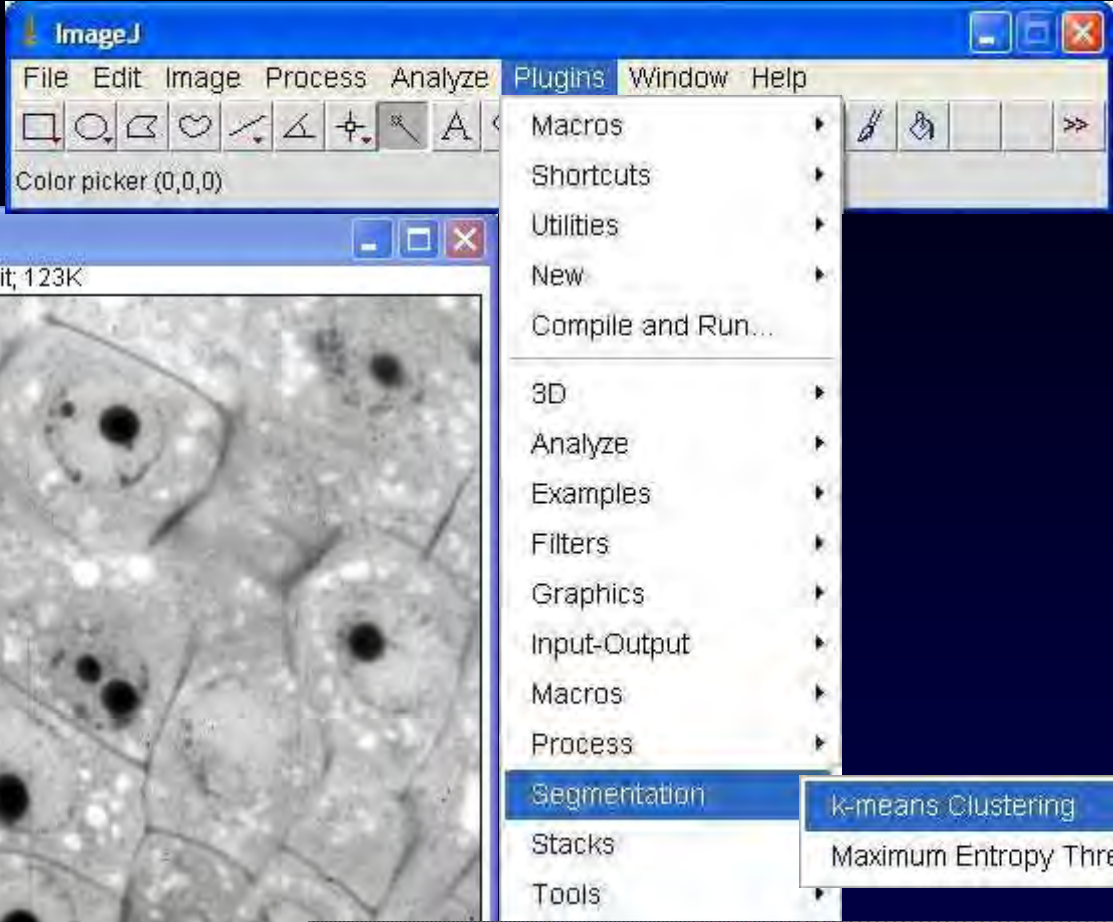 ImageJ
File Edit Image Process Analyze Plugins Window Help
A
>>
Color picker (0,0,0)
it; 123K
Macros
Shortcuts
Utilities
New
Compile and Run...
3D
Analyze
Examples
Filters
Graphics
Input-Output
Macros
Process
Segmentation
k-means Clustering
Maximum Entropy Thre
Stacks
Tools